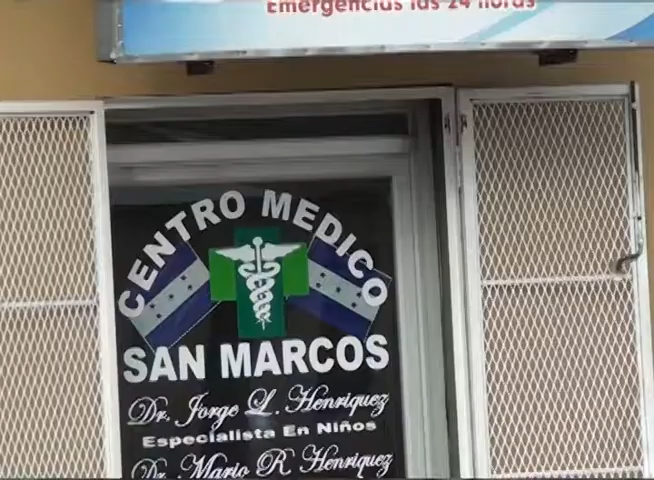 Emergencias las 24 horas
CENTRO MEDICO
SAN MARCOS
Dr. Jorge L. Henriquez
Especialista En Niños
Dr. Mario R Henriquez